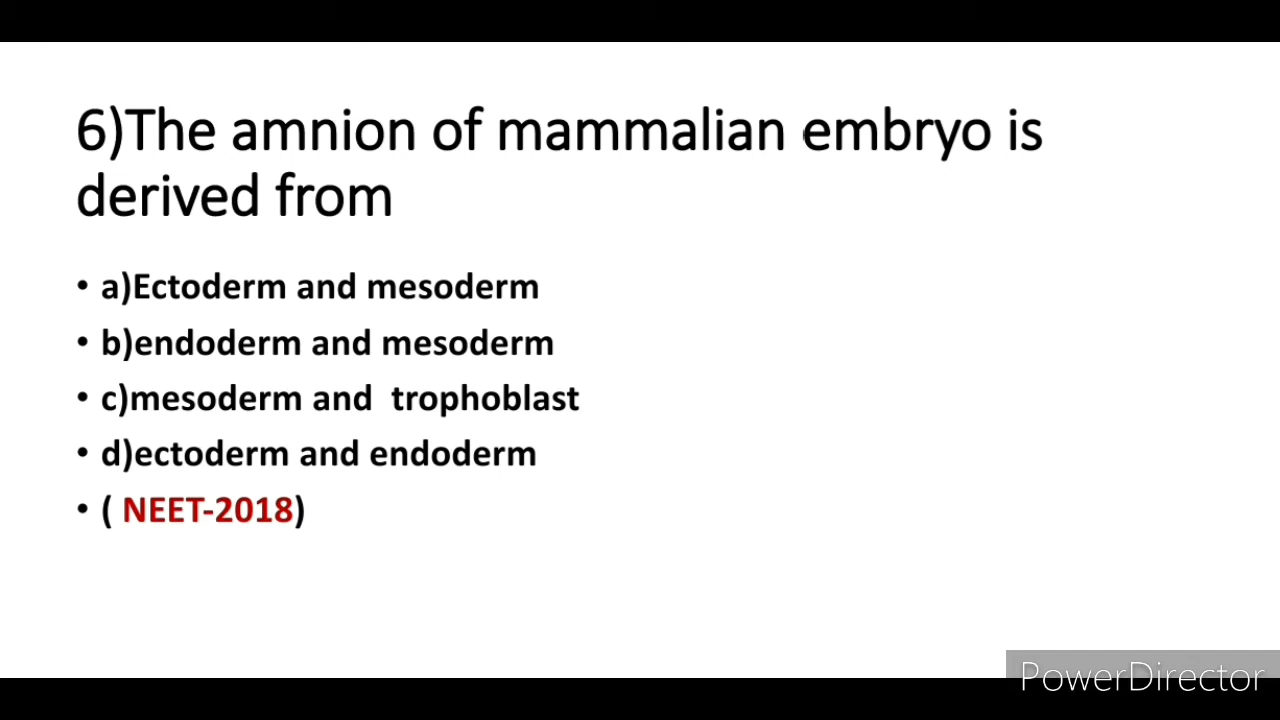 6)The amnion of mammalian embryo is
derived from
• a)Ectoderm and mesoderm
• b)endoderm and mesoderm
• c)mesoderm and  trophoblast
• d)ectoderm and endoderm
• ( NEET-2018)
PowerDirector